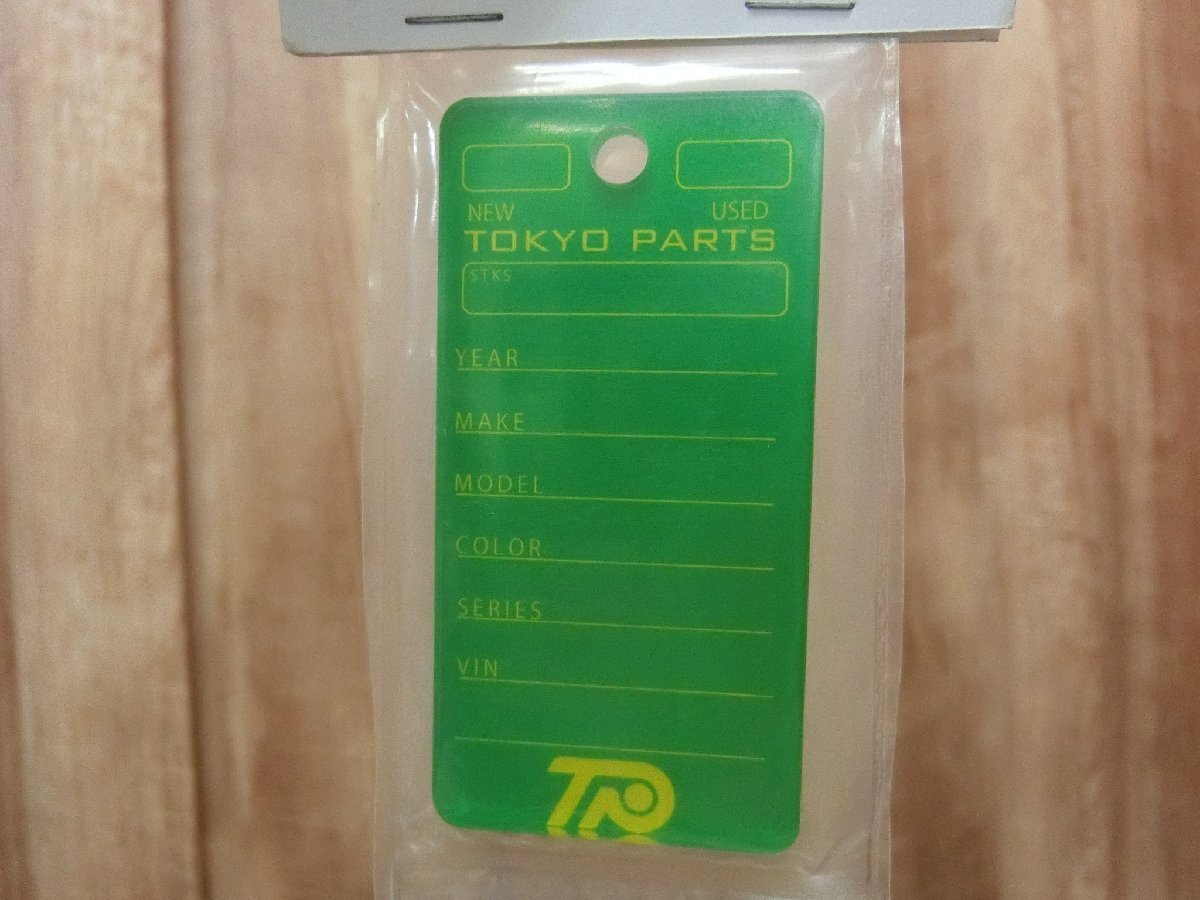 NEW USED
TOKYO PARTS
STKS
YEAR
MAKE
MODEL
COLOR
SERIES
VIN